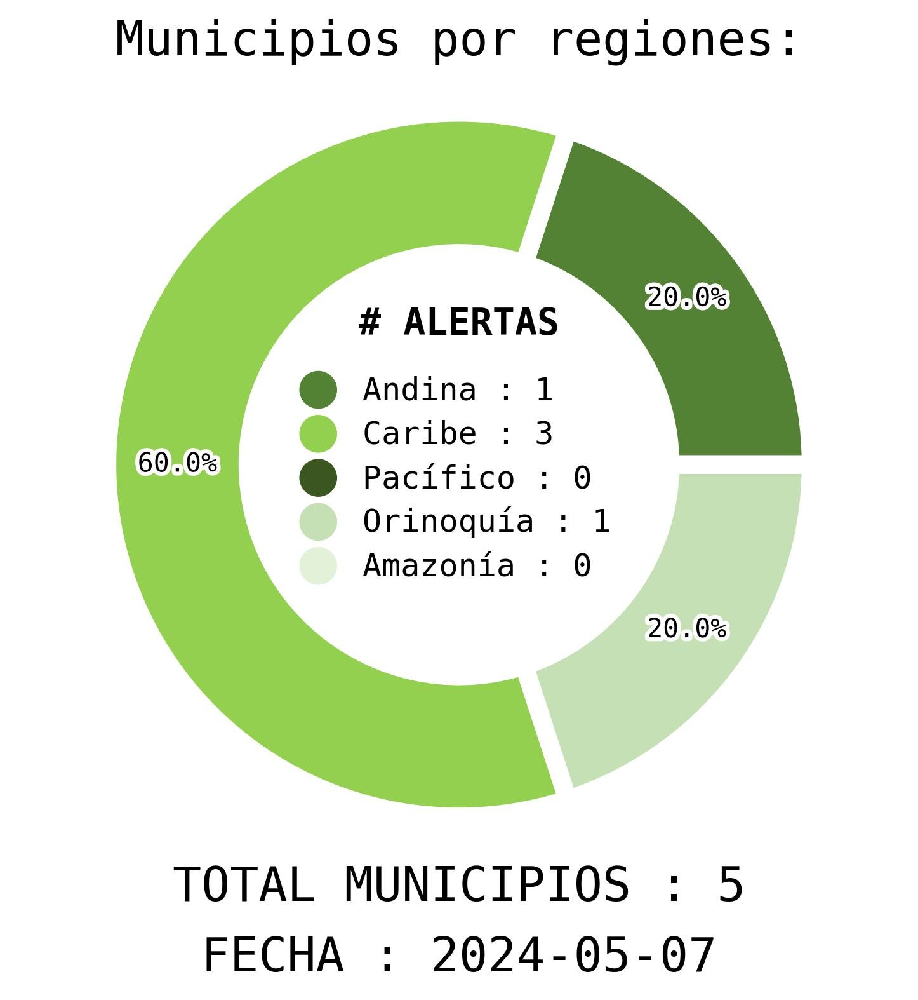 Municipios por regiones:
20.0%
# ALERTAS
Andina : 1
Caribe : 3
60.0%
Pacífico : 0
Orinoquía : 1
Amazonía : 0
20.0%
TOTAL MUNICIPIOS : 5
FECHA : 2024-05-07